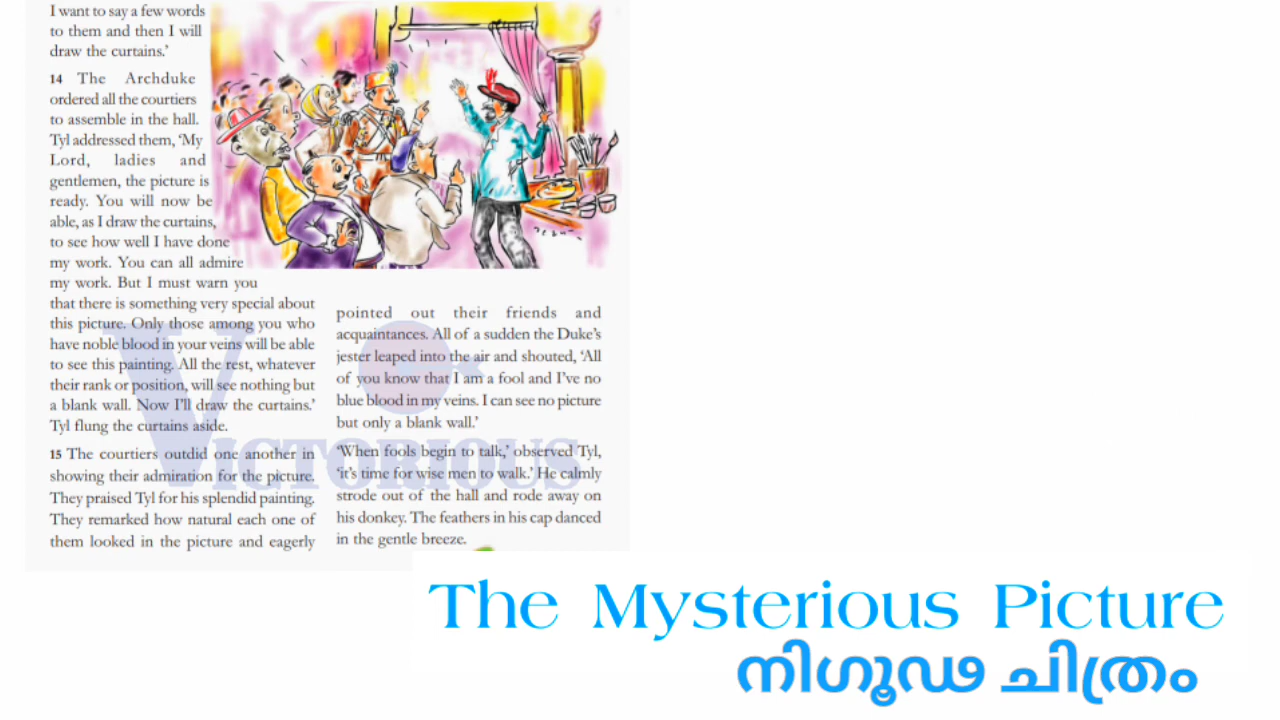 I want to say a few words
to them and then I will
draw the curtains.'
14 The Archduke
ordered all the courtiers
to assemble in the hall.
Tyl addressed them, 'My
Lord, ladies and
gentlemen, the picture is
ready. You will now be
able, as I draw the curtains,
to see how well I have done
my work. You can all admire
my work. But I must warn you
that there is something very special about
this picture. Only those among you who
have noble blood in your veins will be able
to see this painting. All the rest, whatever
their rank or position, will see nothing but
a blank wall. Now I'll draw the curtains.'
Tyl flung the curtains aside.
15 The courtiers outdid one another in
showing their admiration for the picture.
They praised Tyl for his splendid painting.
They remarked how natural each one of
them looked in the picture and eagerly
pointed out their friends and
acquaintances. All of a sudden the Duke's
jester leaped into the air and shouted, 'All
of you know that I am a fool and I've no
blue blood in my veins. I can see no picture
but only a blank wall.'
'When fools begin to talk,' observed Tyl,
'it's time for wise men to walk.' He calmly
strode out of the hall and rode away on
his donkey. The feathers in his cap danced
in the gentle breeze.
VICTORIOUS
The Mysterious Picture
നിഗൂഢ ചിത്രം